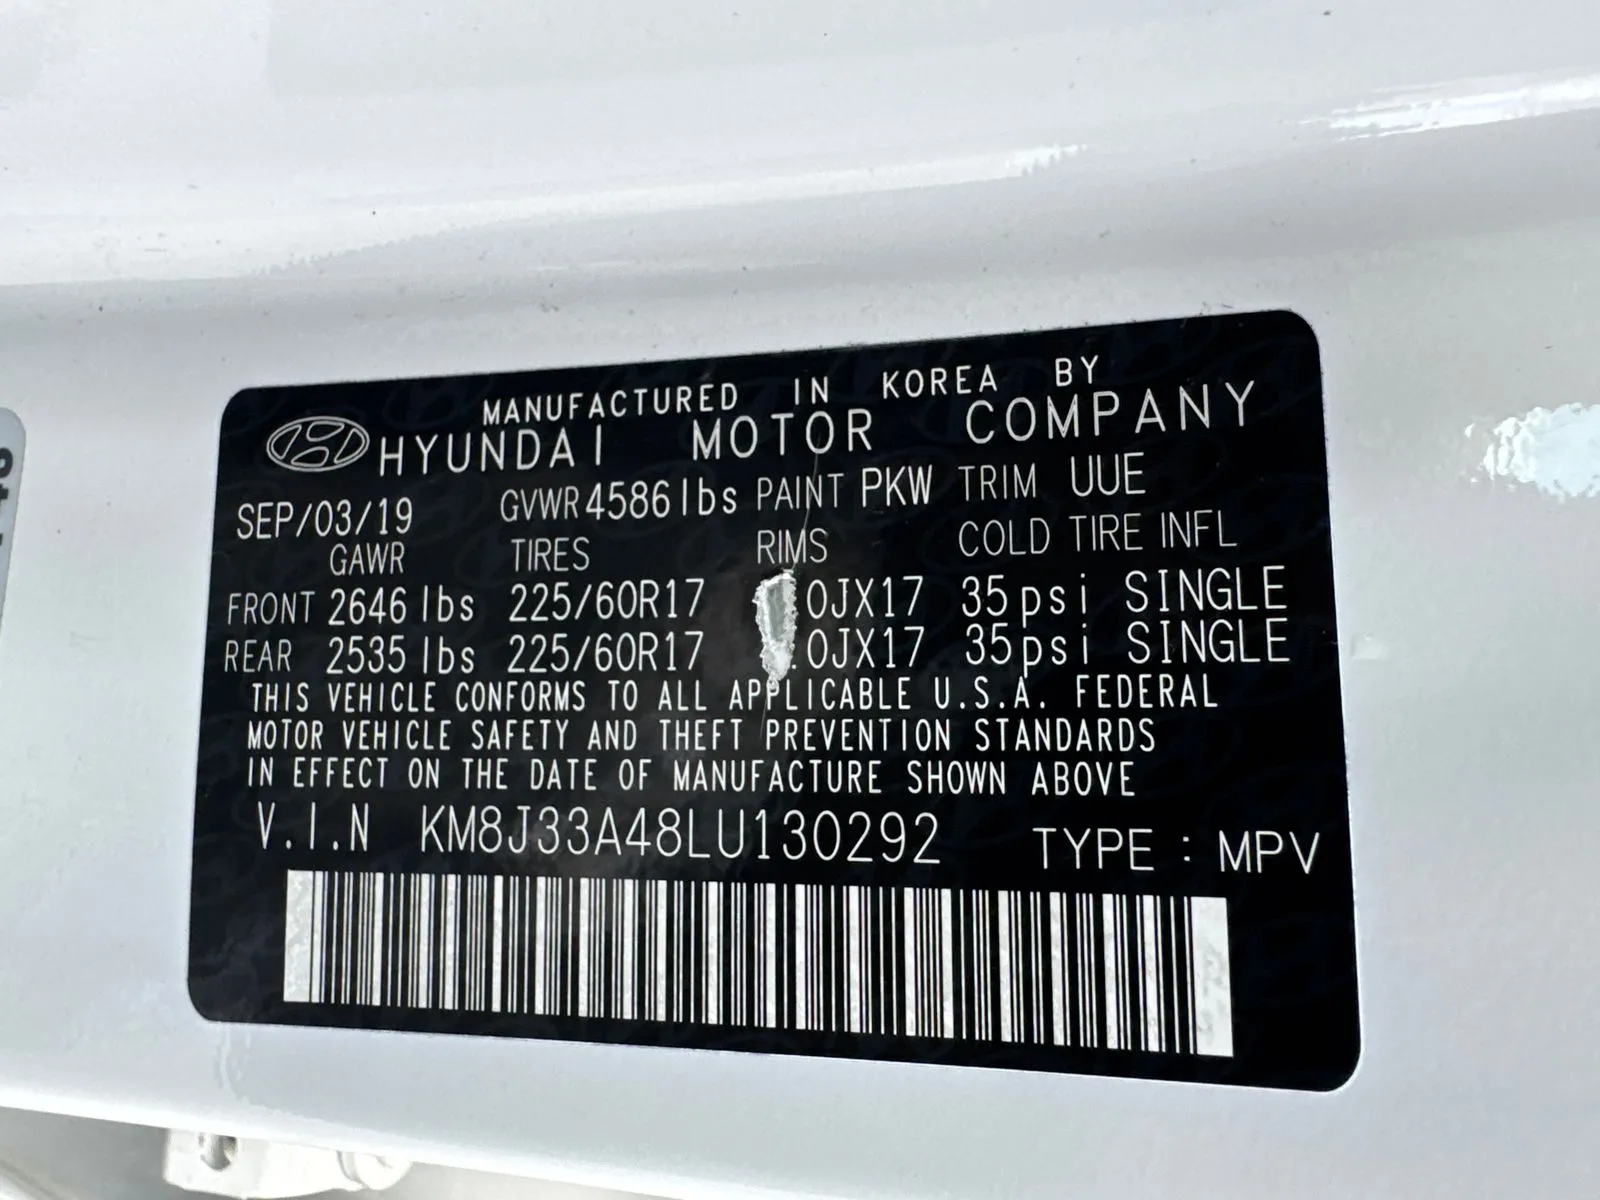 MANUFACTURED IN KOREA BY
HYUNDAI MOTOR COMPANY
SEP/03/19 GVWR 4586 lbs PAINT PKW TRIM UUE
GAWR TIRES RIMS COLD TIRE INFL
FRONT 2646 lbs 225/60R17 0JX17 35psi SINGLE
REAR 2535 lbs 225/60R17 .0JX17 35psi SINGLE
THIS VEHICLE CONFORMS TO ALL APPLICABLE U.S.A. FEDERAL
MOTOR VEHICLE SAFETY AND THEFT PREVENTION STANDARDS
IN EFFECT ON THE DATE OF MANUFACTURE SHOWN ABOVE
V.I.N KM8J33A48LU130292 TYPE : MPV